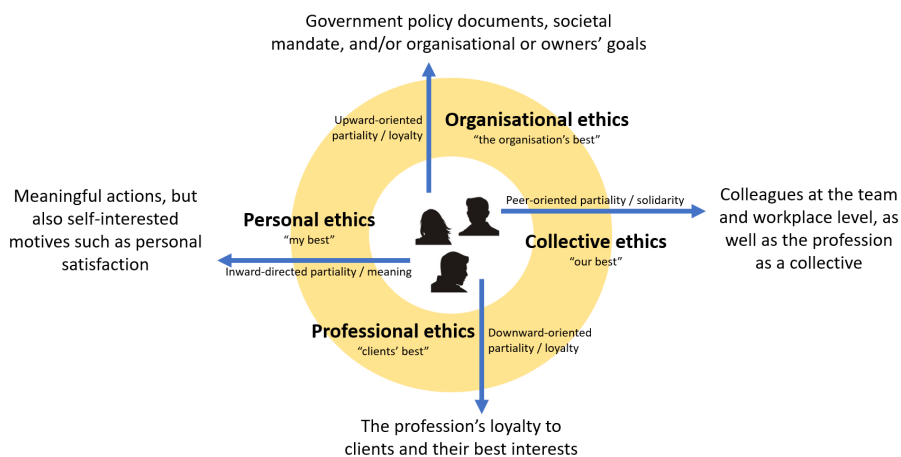 Government policy documents, societal
mandate, and/or organisational or owners’ goals
Upward-oriented
partiality / loyalty
Organisational ethics
“the organisation’s best”
Meaningful actions, but
also self-interested
motives such as personal
satisfaction
Personal ethics
“my best”
Inward-directed partiality / meaning
Peer-oriented partiality / solidarity
Collective ethics
“our best”
Colleagues at the team
and workplace level, as
well as the profession
as a collective
Professional ethics
“clients’ best”
Downward-oriented
partiality / loyalty
The profession’s loyalty to
clients and their best interests